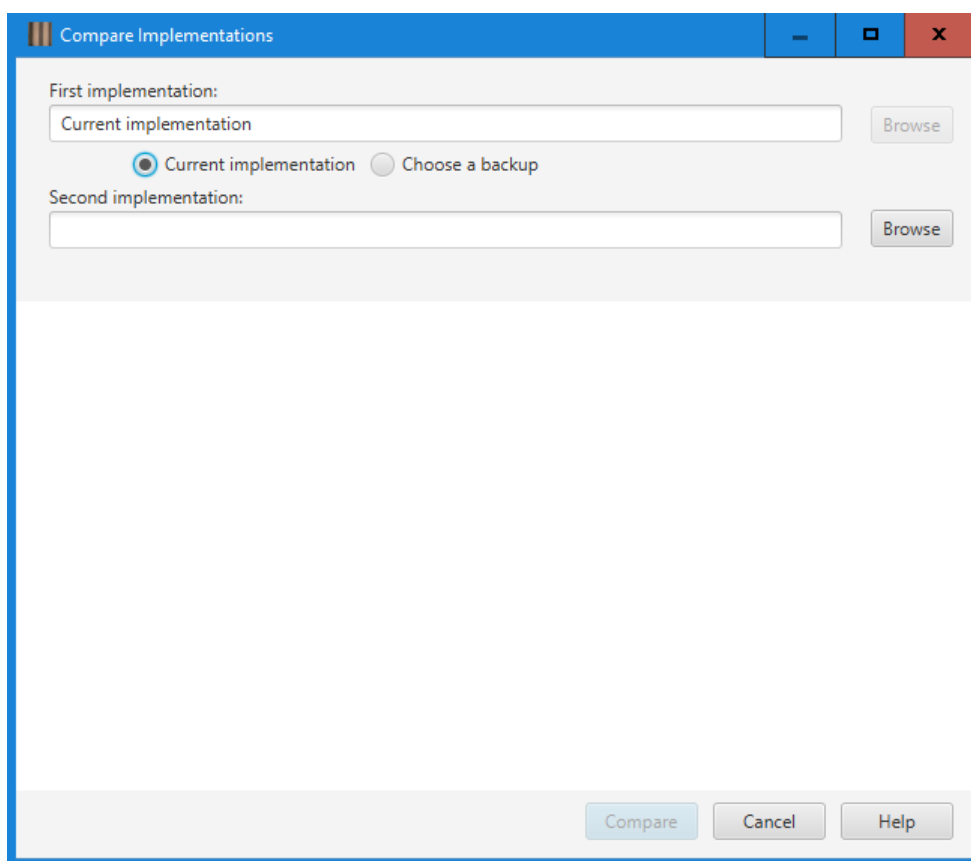 Compare Implementations
First implementation:
Current implementation
Browse
Current implementation
Choose a backup
Second implementation:
Browse
Compare
Cancel
Help